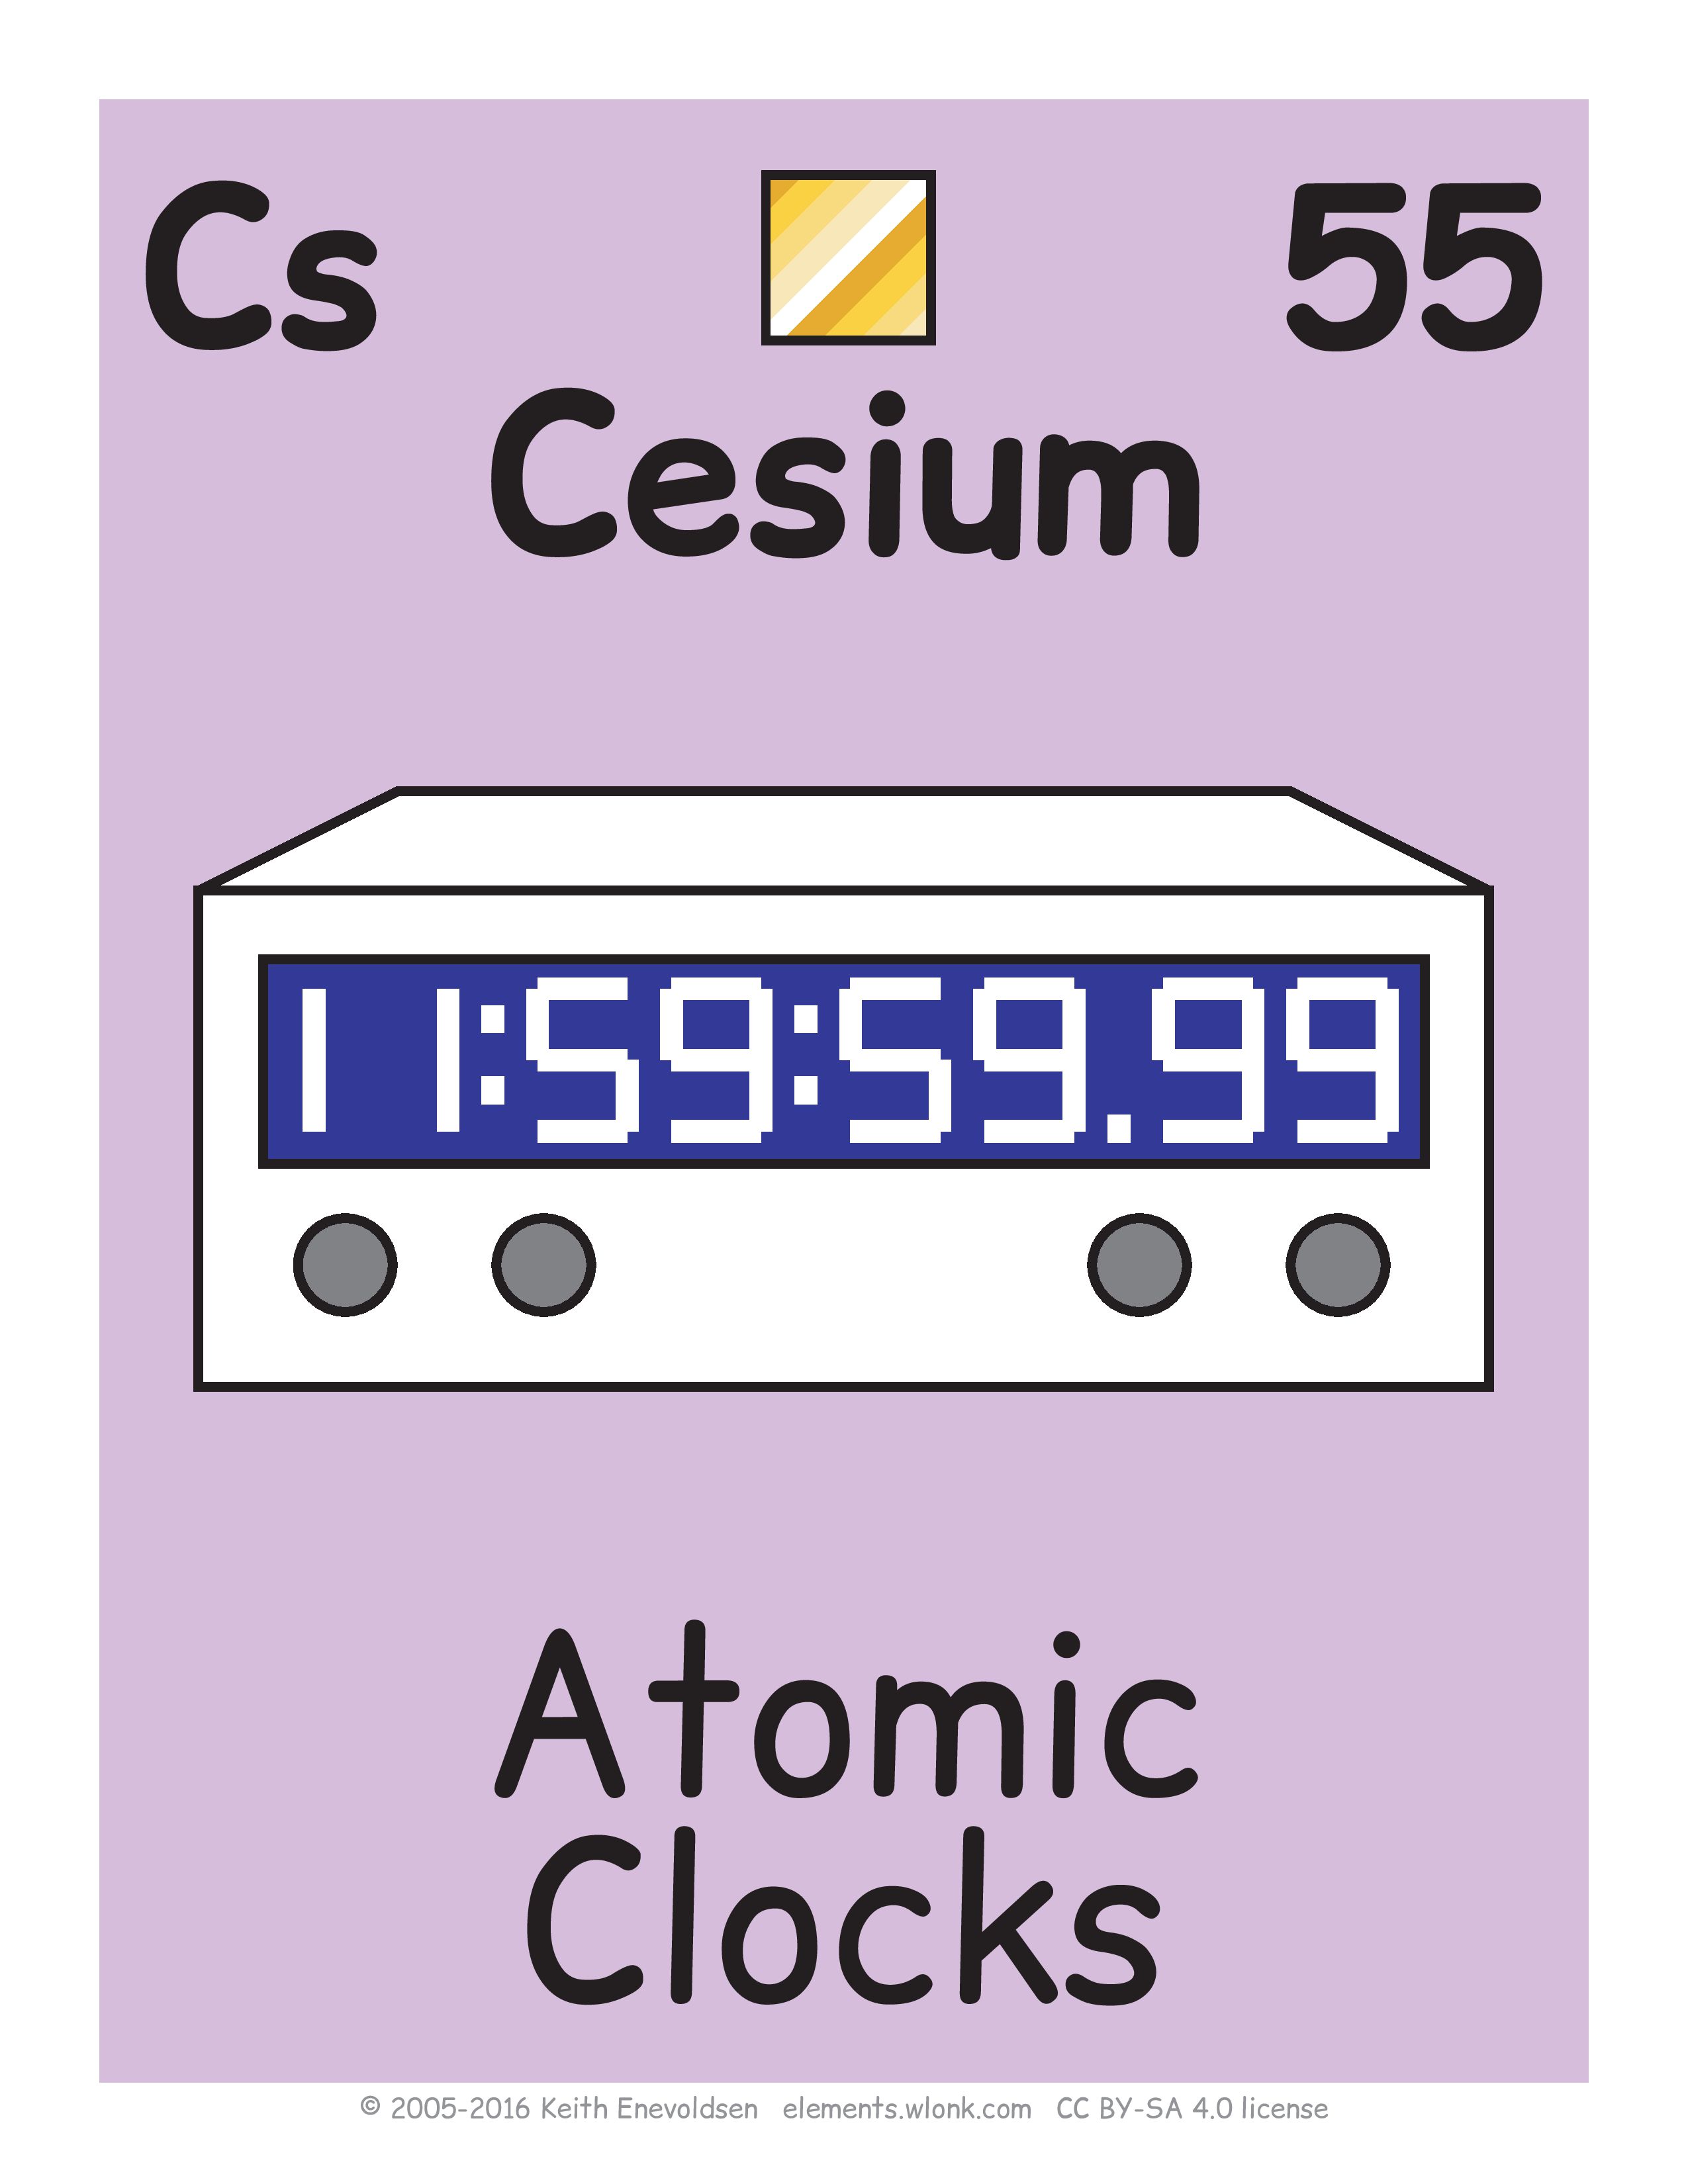 Cs 55
Cesium
11:59:59.99
Atomic
Clocks
© 2005-2016 Keith Enevoldsen elements.wlonk.com CC BY-SA 4.0 license